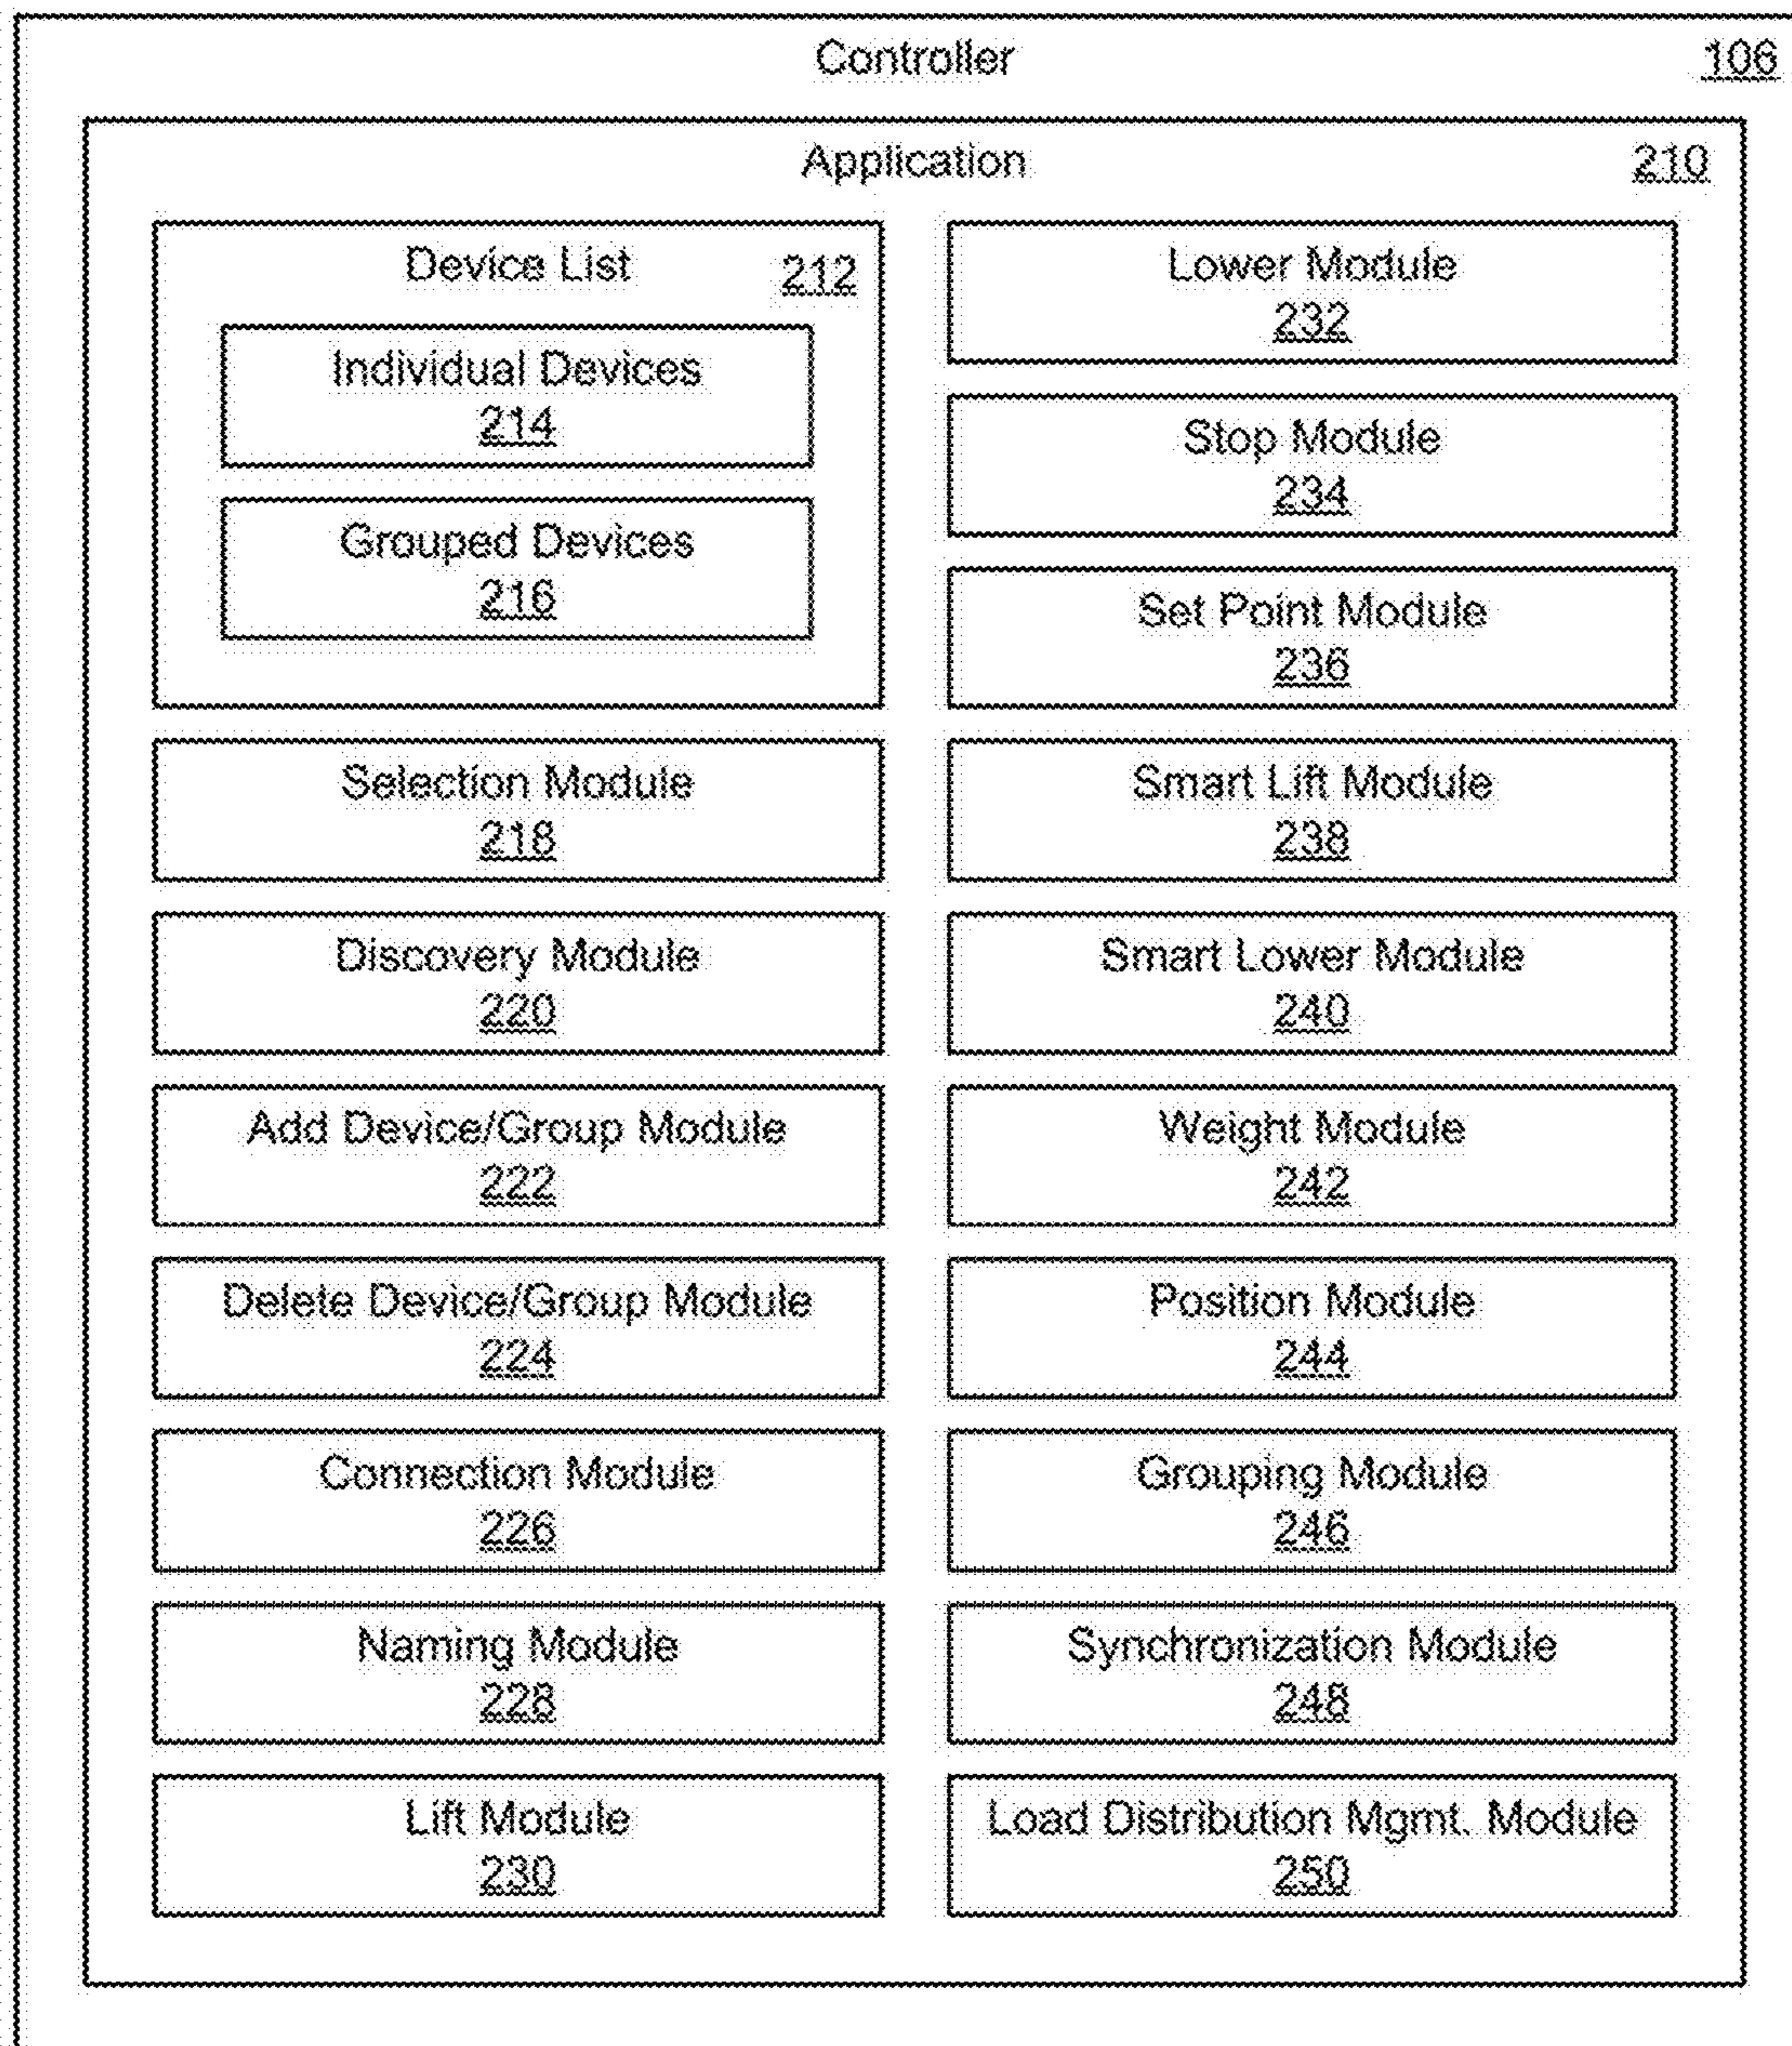 Controller 106
Application 210
Device List 212
Individual Devices
214
Grouped Devices
216
Selection Module
218
Discovery Module
220
Add Device/Group Module
222
Delete Device/Group Module
224
Connection Module
226
Naming Module
228
Lift Module
230
Lower Module
232
Stop Module
234
Set Point Module
236
Smart Lift Module
238
Smart Lower Module
240
Weight Module
242
Position Module
244
Grouping Module
246
Synchronization Module
248
Load Distribution Mgmt. Module
250